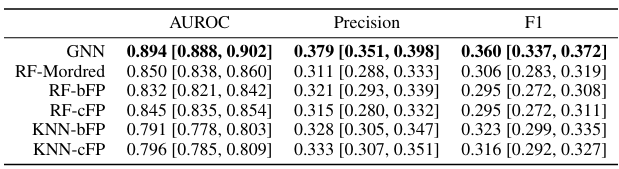 AUROC Precision F1
GNN 0.894 [0.888, 0.902] 0.379 [0.351, 0.398] 0.360 [0.337, 0.372]
RF-Mordred 0.850 [0.838, 0.860] 0.311 [0.288, 0.333] 0.306 [0.283, 0.319]
RF-bFP 0.832 [0.821, 0.842] 0.321 [0.293, 0.339] 0.295 [0.272, 0.308]
RF-cFP 0.845 [0.835, 0.854] 0.315 [0.280, 0.332] 0.295 [0.272, 0.311]
KNN-bFP 0.791 [0.778, 0.803] 0.328 [0.305, 0.347] 0.323 [0.299, 0.335]
KNN-cFP 0.796 [0.785, 0.809] 0.333 [0.307, 0.351] 0.316 [0.292, 0.327]